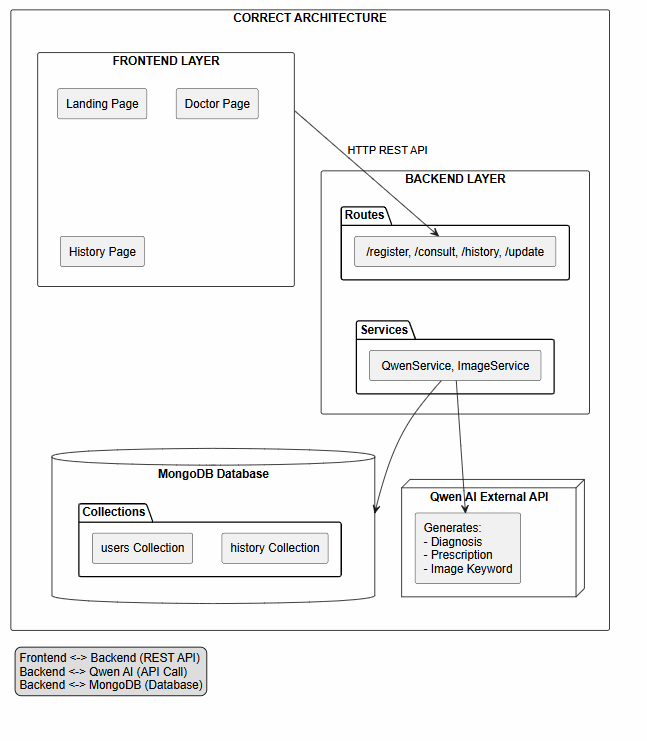 CORRECT ARCHITECTURE
FRONTEND LAYER
Landing Page
Doctor Page
History Page
HTTP REST API
BACKEND LAYER
Routes
/register, /consult, /history, /update
Services
QwenService, ImageService
MongoDB Database
Collections
users Collection
history Collection
Qwen AI External API
Generates:
- Diagnosis
- Prescription
- Image Keyword
Frontend <-> Backend (REST API)
Backend <-> Qwen AI (API Call)
Backend <-> MongoDB (Database)